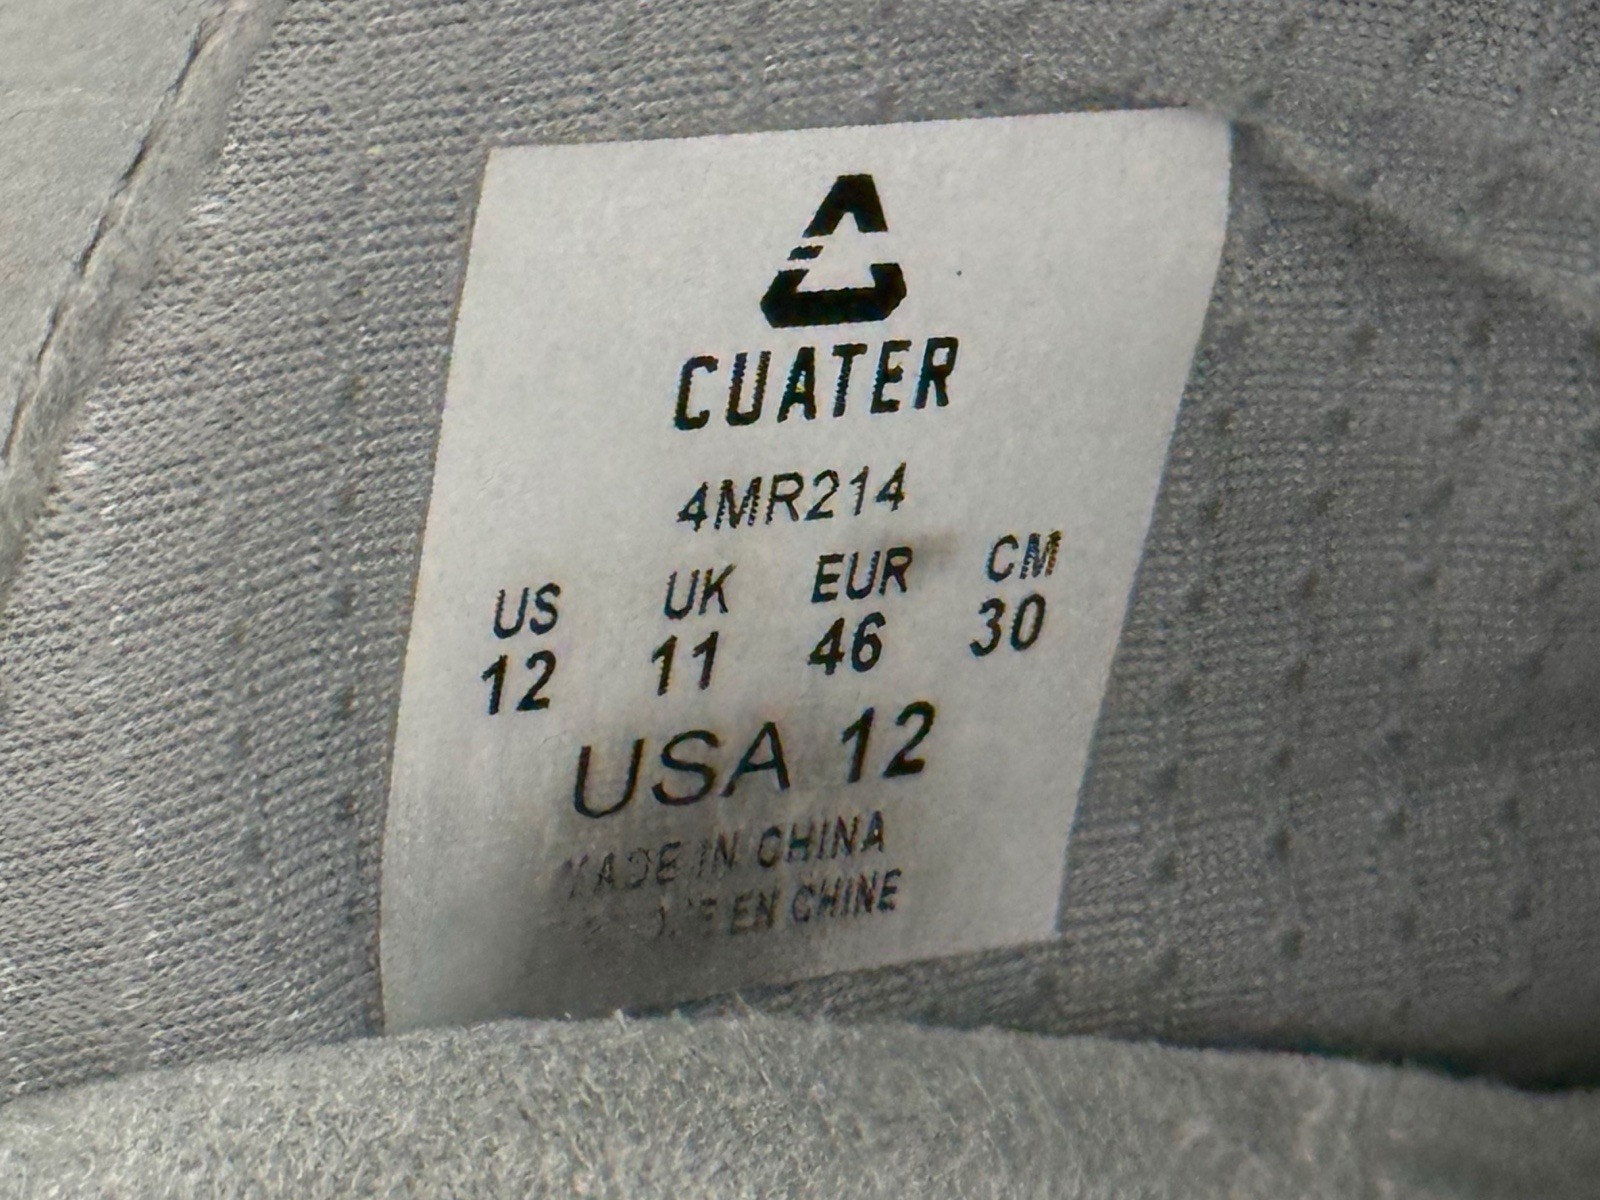 CUATER
4MR214
US UK EUR CM
12 11 46 30
USA 12
MADE IN CHINA
EN CHINE